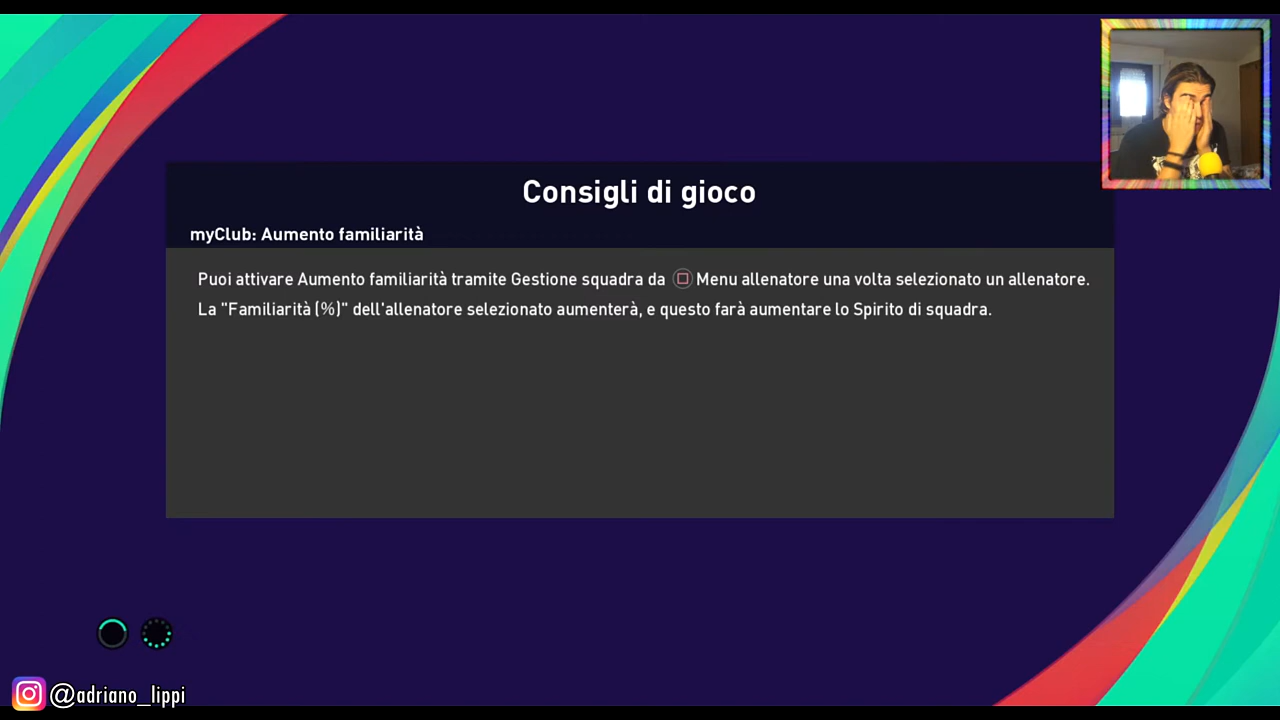 Consigli di gioco
myClub: Aumento familiarità
Puoi attivare Aumento familiarità tramite Gestione squadra da Menu allenatore una volta selezionato un allenatore.
La "Familiarità (%)" dell'allenatore selezionato aumenterà, e questo farà aumentare lo Spirito di squadra.
@adriano_lippi